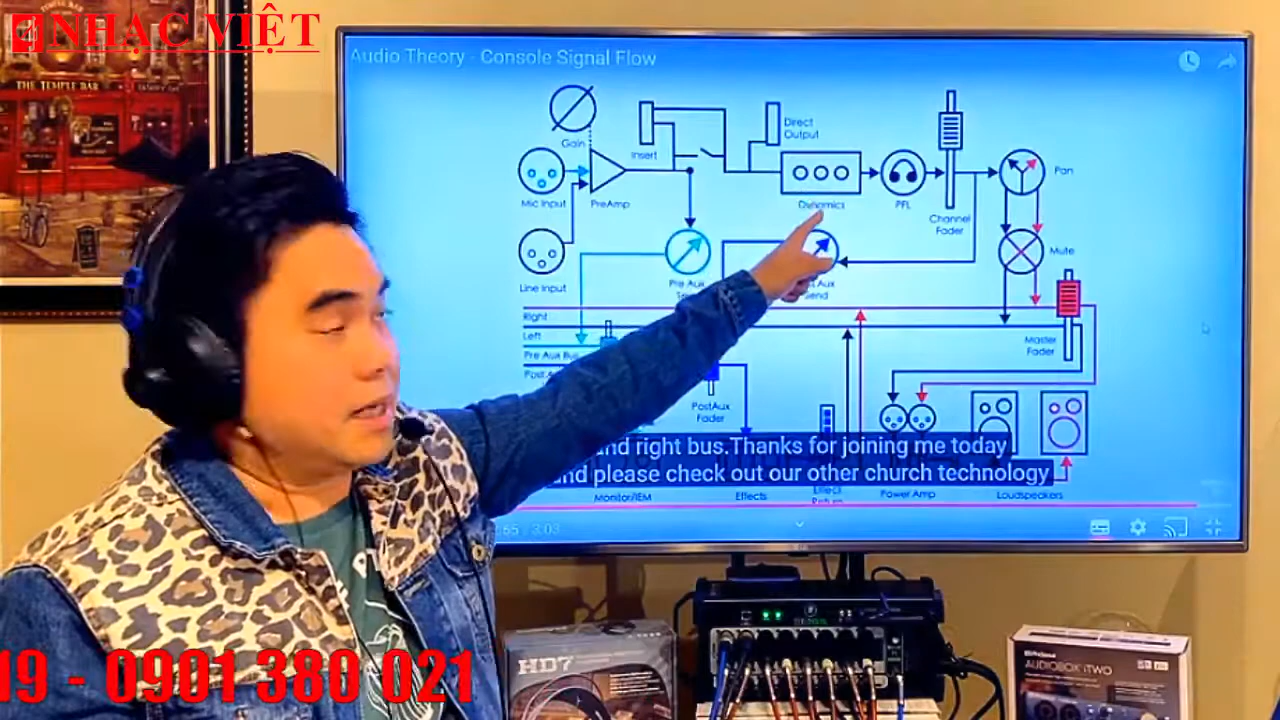 NHẠC VIỆT
THE TEMPLE BAR
Audio Theory - Console Signal Flow
Gain
Insert
Direct
Output
Mic Input
PreAmp
Dynamics
PFL
Channel
Fader
Pan
Line Input
Pre Aux
Aux
Send
Mute
Right
Left
Pre Aux Bus
Master
Fader
PostAux
Fader
and right bus.Thanks for joining me today
and please check out our other church technology
Monitor/IEM
Effects
Effect
Return
Power Amp
Loudspeakers
3:03
HD7
AUDIOBOX iTWO
19 - 0901 380 021